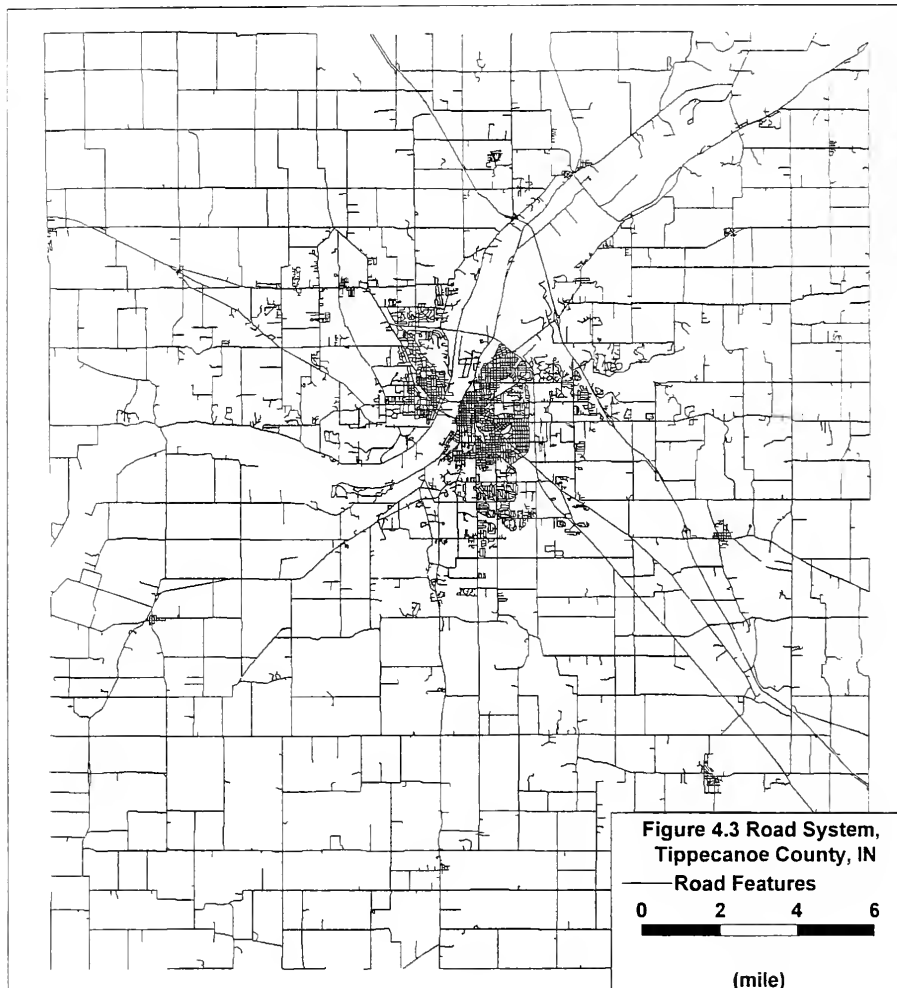 Figure 4.3 Road System,
Tippecanoe County, IN
Road Features
0 2 4 6
(mile)